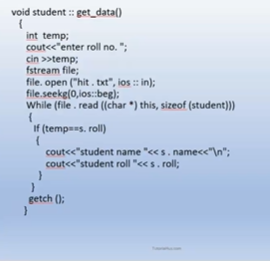 void student :: get_data()
{
int temp;
cout<<"enter roll no. ";
cin >>temp;
fstream file;
file. open ("hit . txt", ios :: in);
file.seekg(0,ios::beg);
While (file . read ((char *) this, sizeof (student)))
{
If (temp==s. roll)
{
cout<<"student name "<< s . name<<"\n";
cout<<"student roll "<< s . roll;
}
}
getch ();
}